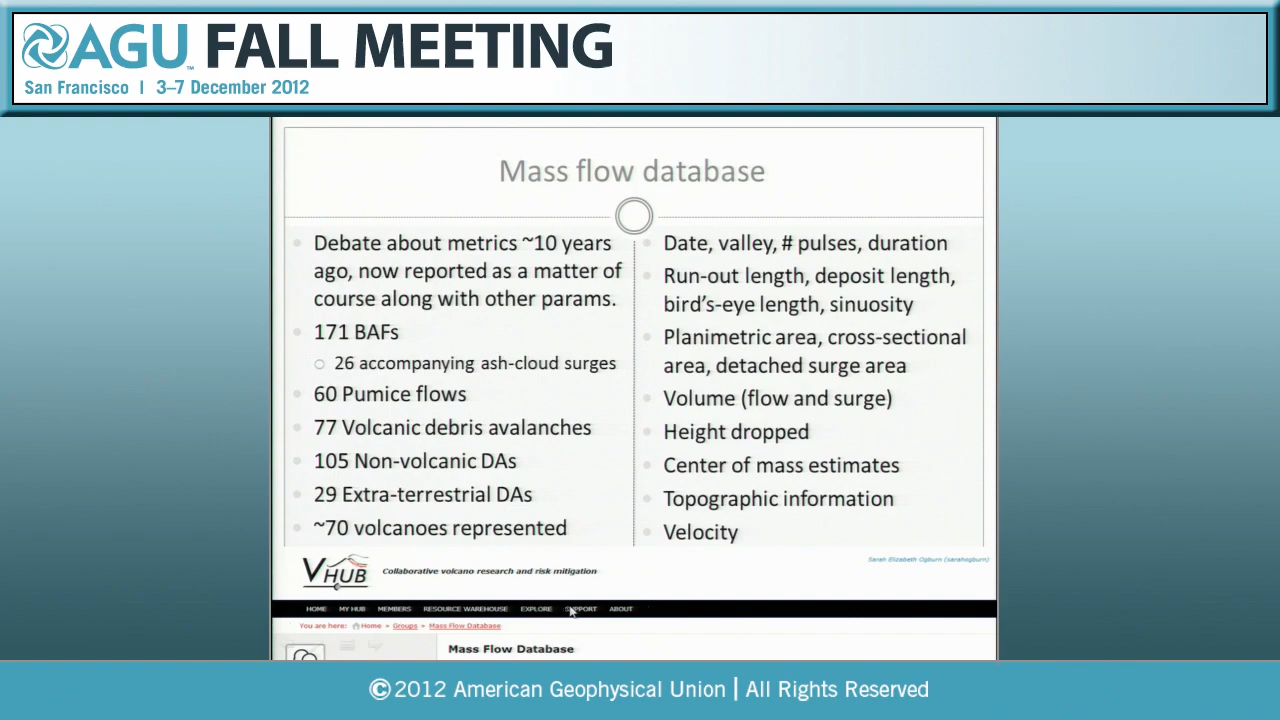 AGU FALL MEETING
San Francisco | 3–7 December 2012
Mass flow database
Debate about metrics ~10 years
ago, now reported as a matter of
course along with other params.
171 BAFs
26 accompanying ash-cloud surges
60 Pumice flows
77 Volcanic debris avalanches
105 Non-volcanic DAs
29 Extra-terrestrial DAs
~70 volcanoes represented
Date, valley, # pulses, duration
Run-out length, deposit length,
bird's-eye length, sinuosity
Planimetric area, cross-sectional
area, detached surge area
Volume (flow and surge)
Height dropped
Center of mass estimates
Topographic information
Velocity
VHUB Collaborative volcano research and risk mitigation
Sarah Elizabeth Ogburn (sarahogburn)
HOME MY HUB MEMBERS RESOURCE WAREHOUSE EXPLORE SUPPORT ABOUT
You are here: Home > Groups > Mass Flow Database
Mass Flow Database
©2012 American Geophysical Union | All Rights Reserved